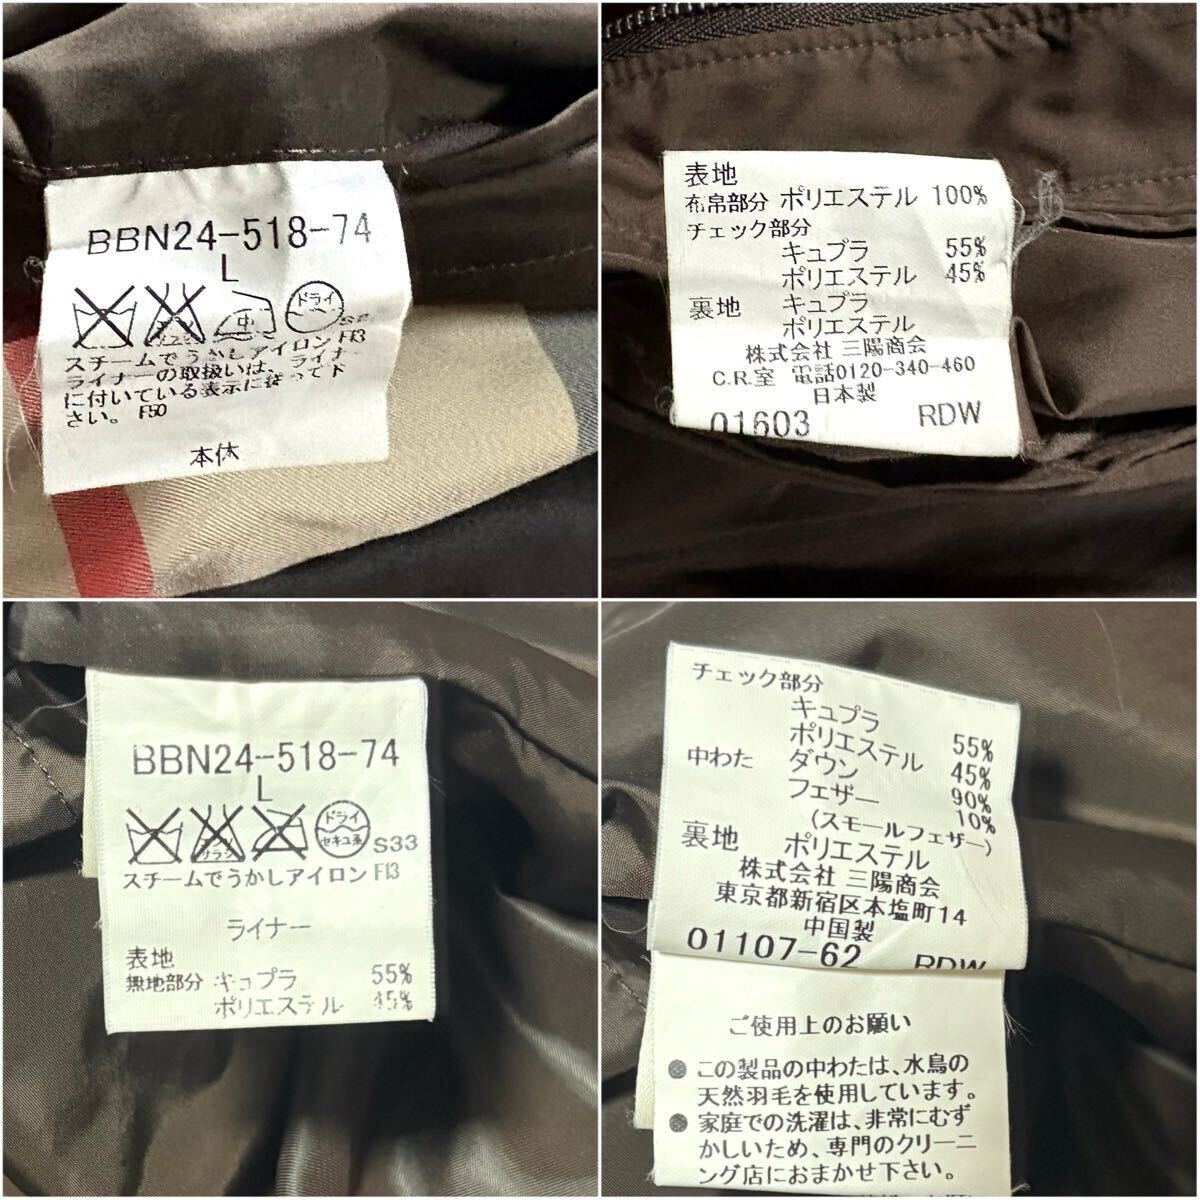 BBN24-518-74
L
中 ドライ
スチームでうかしアイロン F13
ライナーの取扱いは、ライナー
に付いている表示に従って下
さい。 F50
本体
表地
布帛部分 ポリエステル 100%
チェック部分
キュプラ 55%
ポリエステル 45%
裏地 キュプラ
ポリエステル
株式会社 三陽商会
C.R.室 電話0120-340-460
日本製
01603 RDW
BBN24-518-74
L
ドライ
セキユ系 S33
スチームでうかしアイロン F13
ライナー
表地
無地部分 キュプラ 55%
ポリエステル 45%
チェック部分
キュプラ 55%
ポリエステル 45%
中わた ダウン 90%
フェザー 10%
(スモールフェザー)
裏地 ポリエステル
株式会社 三陽商会
東京都新宿区本塩町14
中国製
01107-62 RDW
ご使用上のお願い
● この製品の中わたは、水鳥の
天然羽毛を使用しています。
● 家庭での洗濯は、非常にむず
かしいため、専門のクリーニ
ング店におまかせ下さい。